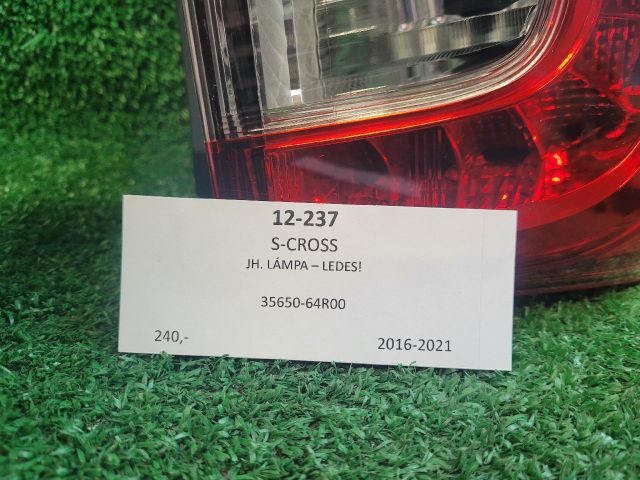 12-237
S-CROSS
JH. LÁMPA – LEDES!
35650-64R00
240,-
2016-2021